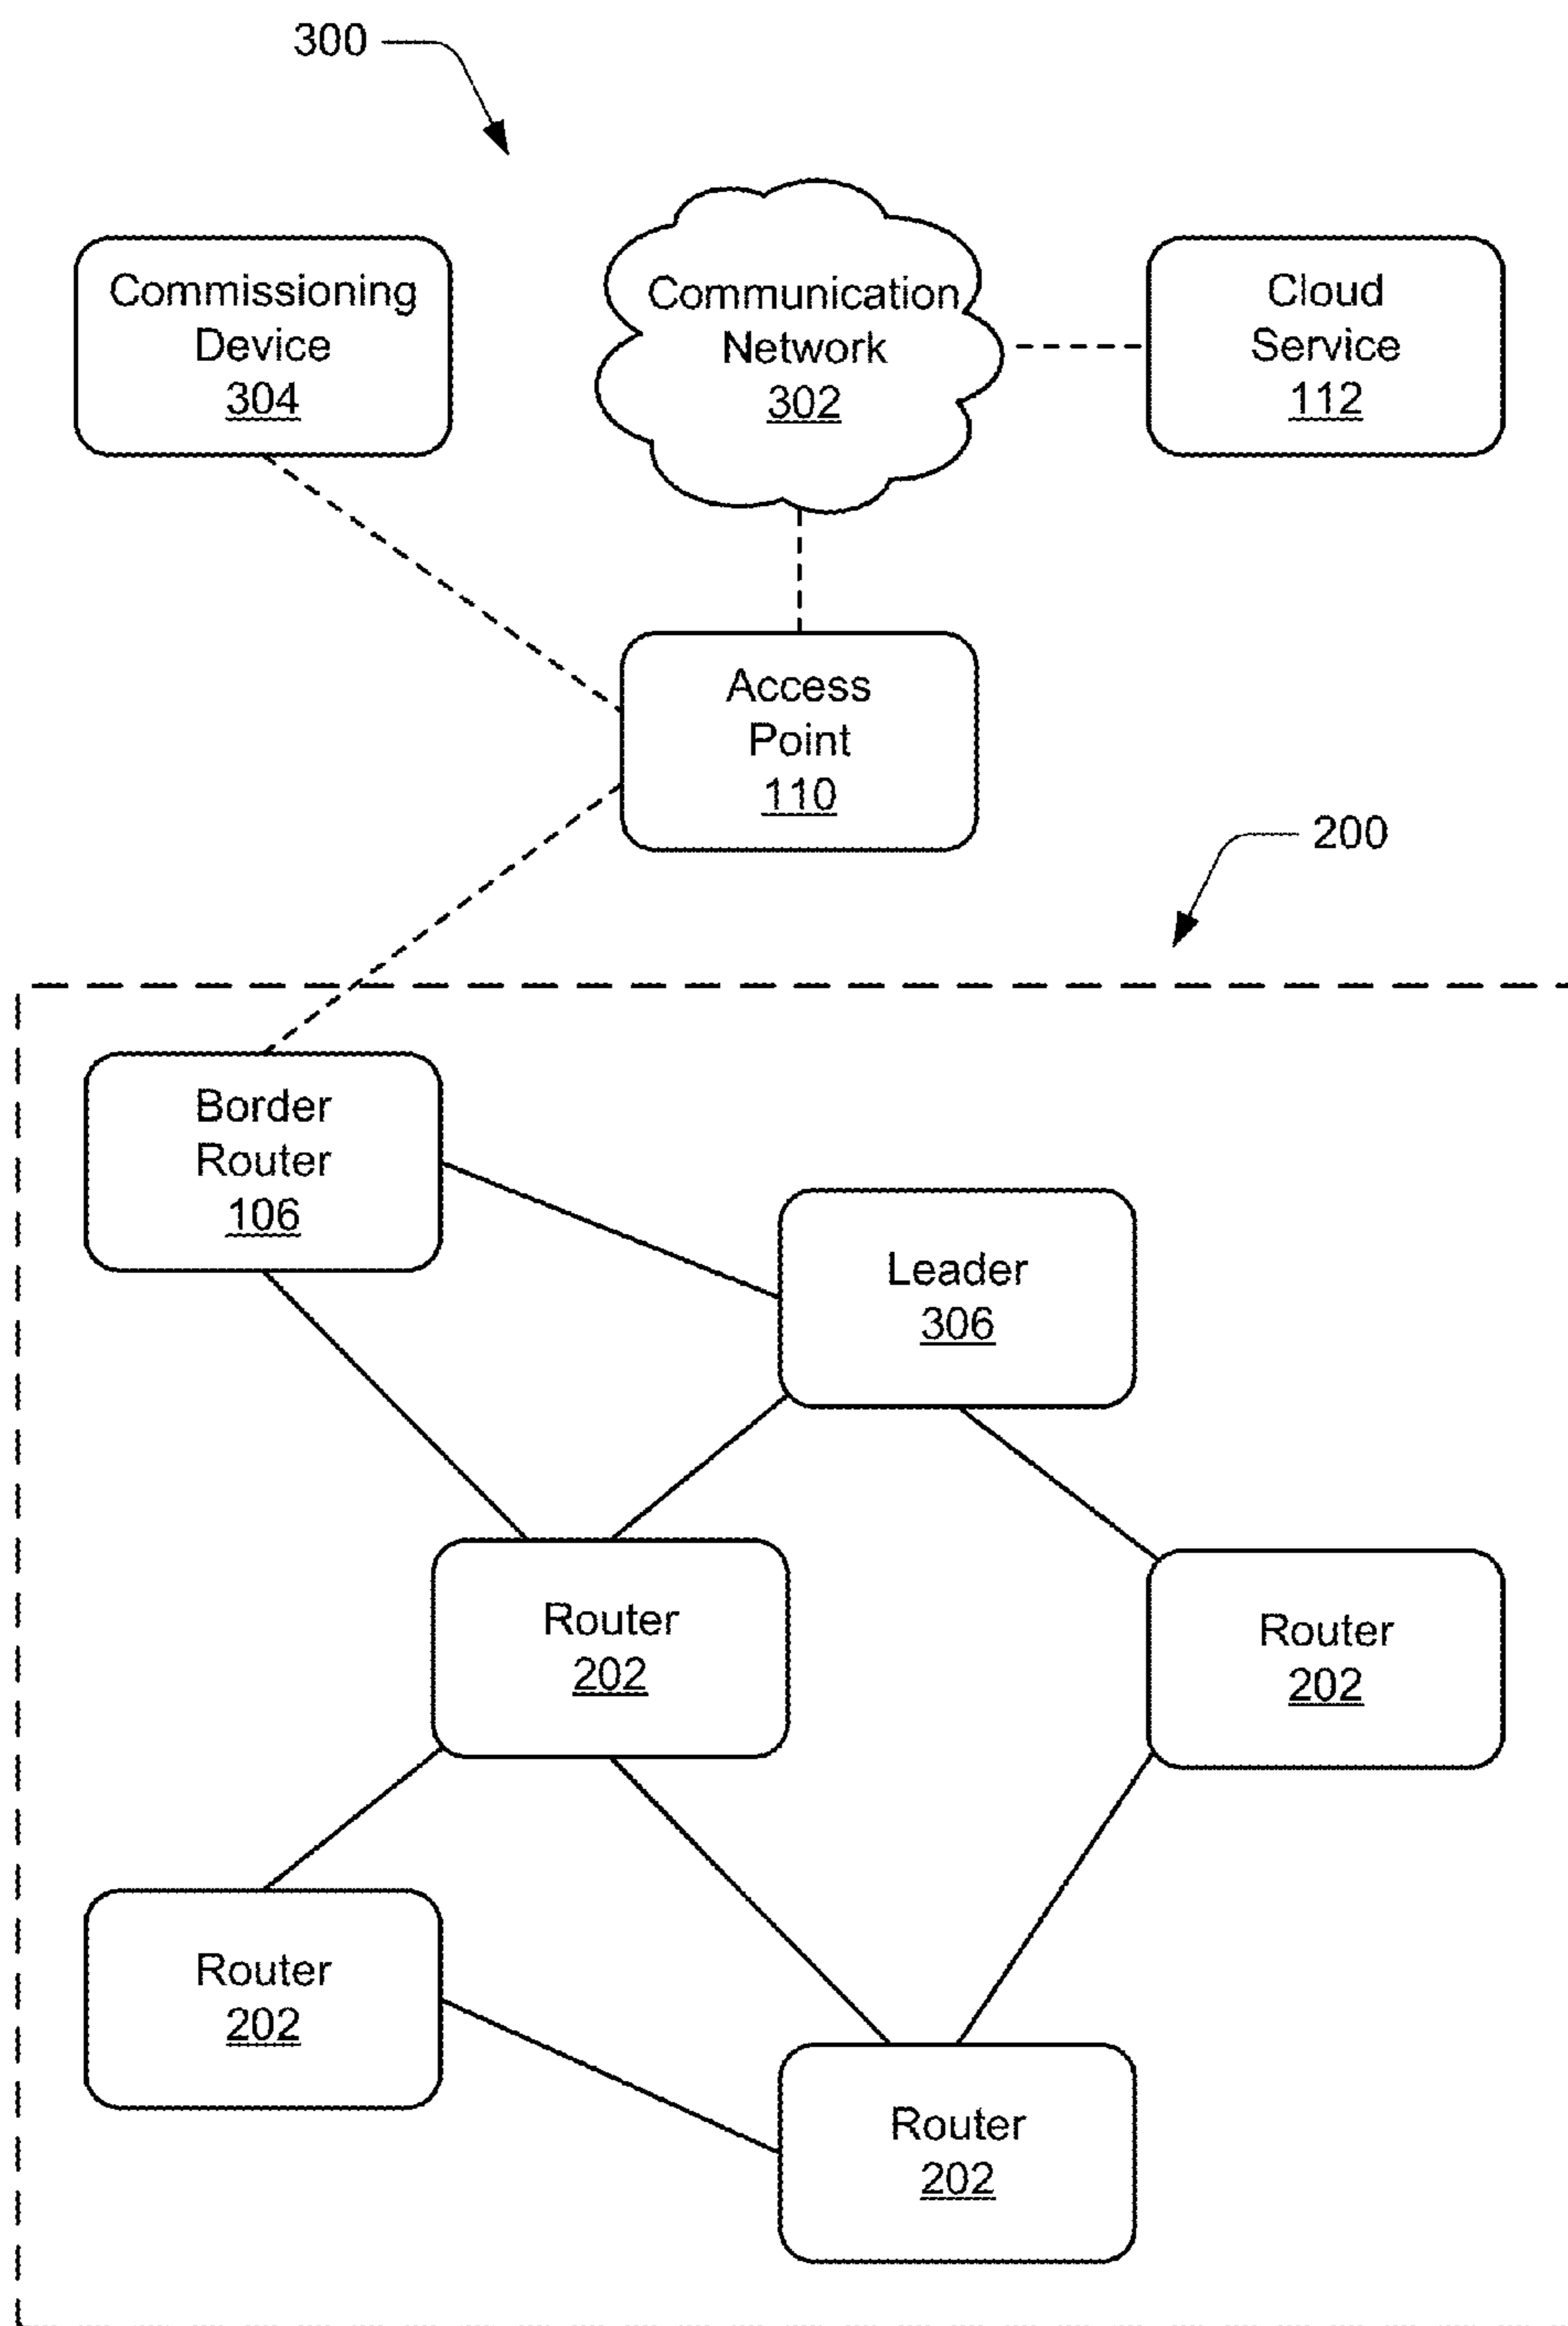 300
Commissioning
Device
304
Communication
Network
302
Cloud
Service
112
Access
Point
110
200
Border
Router
106
Leader
306
Router
202
Router
202
Router
202
Router
202